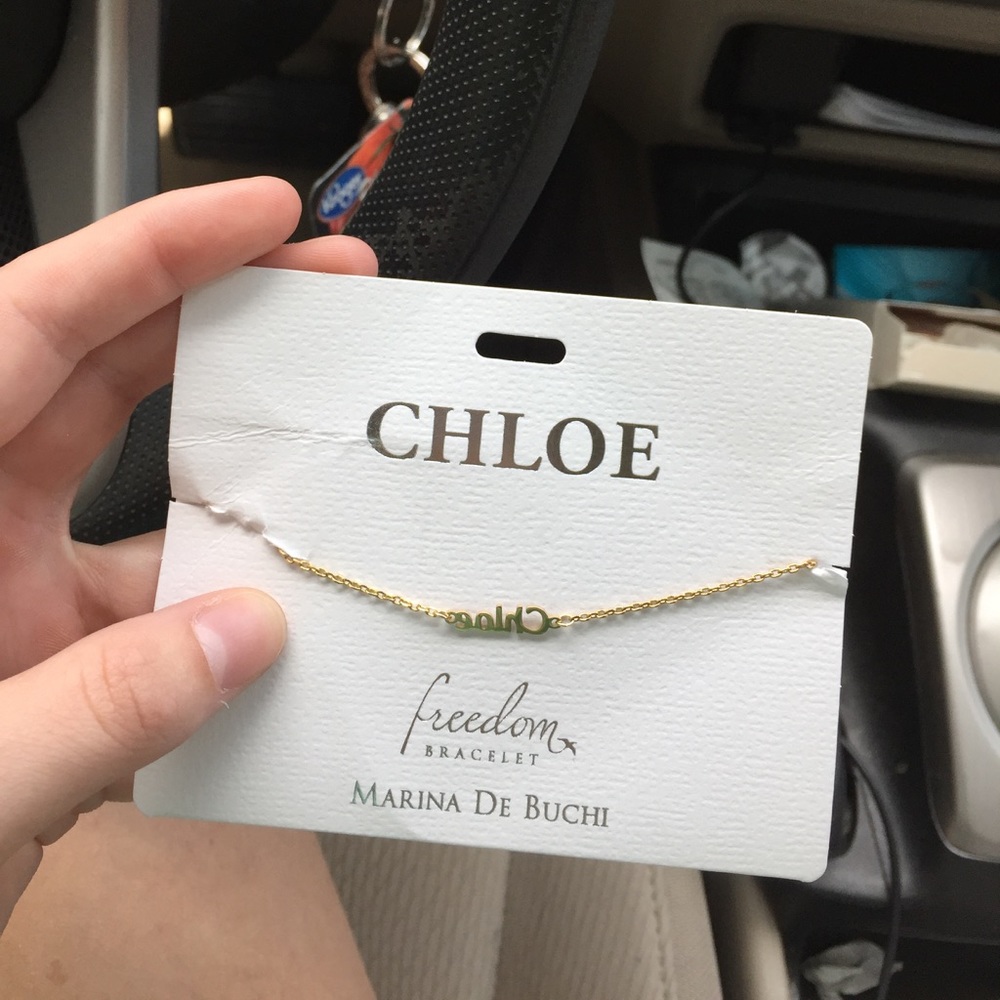 CHLOE
Chloe
freedom
BRACELET
MARINA DE BUCHI